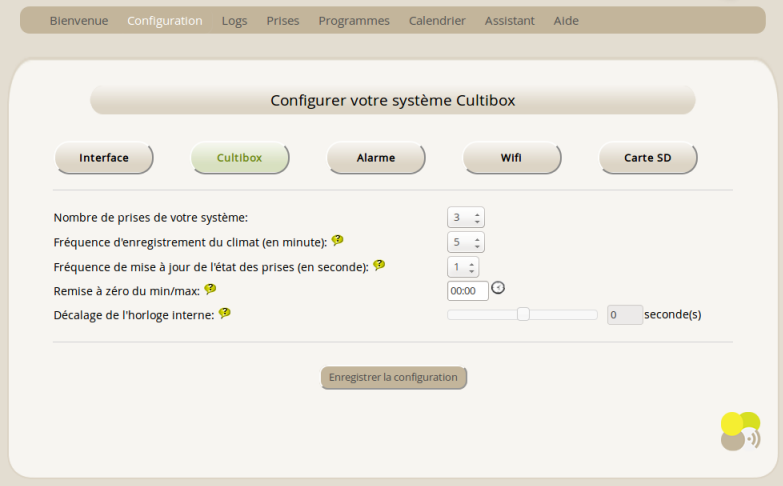 Bienvenue Configuration Logs Prises Programmes Calendrier Assistant Aide
Configurer votre système Cultibox
Interface Cultibox Alarme Wifi Carte SD
Nombre de prises de votre système: 3
Fréquence d'enregistrement du climat (en minute): ? 5
Fréquence de mise à jour de l'état des prises (en seconde): ? 1
Remise à zéro du min/max: ? 00:00
Décalage de l'horloge interne: ? 0 seconde(s)
Enregistrer la configuration